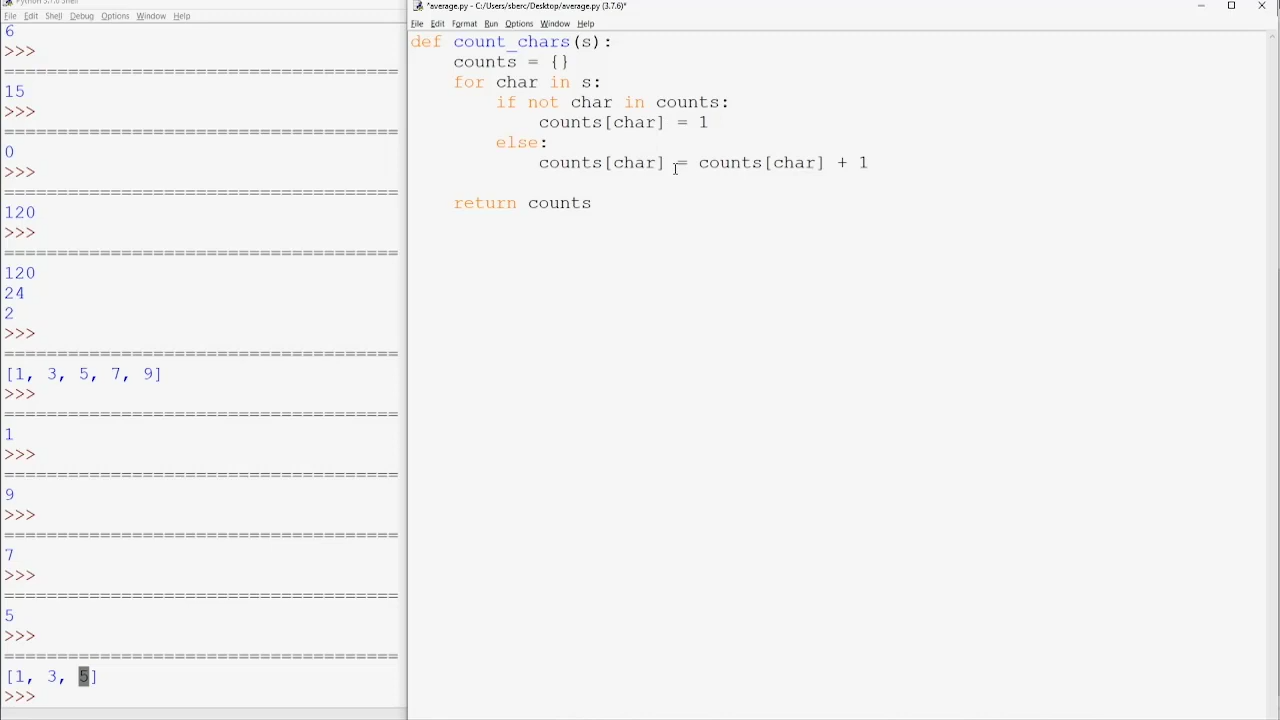 Python 3.7.6 Shell
File Edit Shell Debug Options Window Help
6
>>>
==========================================
15
>>>
==========================================
0
>>>
==========================================
120
>>>
==========================================
120
24
2
>>>
==========================================
[1, 3, 5, 7, 9]
>>>
==========================================
1
>>>
==========================================
9
>>>
==========================================
7
>>>
==========================================
5
>>>
==========================================
[1, 3, 5]
>>>
*average.py - C:/Users/sberc/Desktop/average.py (3.7.6)*
File Edit Format Run Options Window Help
def count_chars(s):
    counts = {}
    for char in s:
        if not char in counts:
            counts[char] = 1
        else:
            counts[char] = counts[char] + 1
    return counts